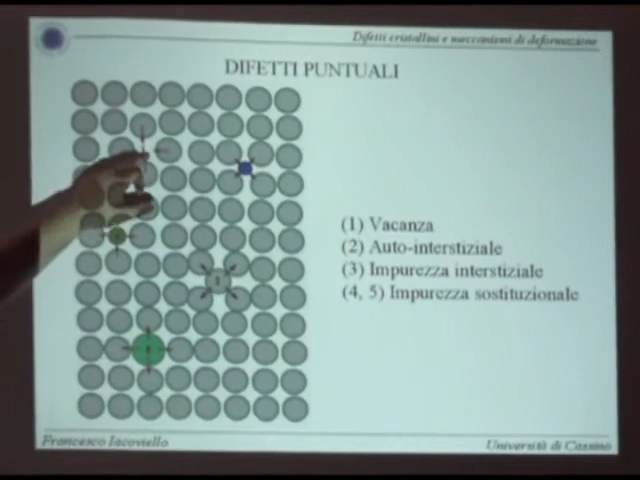 Difetti cristallini e meccanismi di deformazione
DIFETTI PUNTUALI
(1) Vacanza
(2) Auto-interstiziale
(3) Impurezza interstiziale
(4, 5) Impurezza sostituzionale
Francesco Iacoviello
Università di Cassino